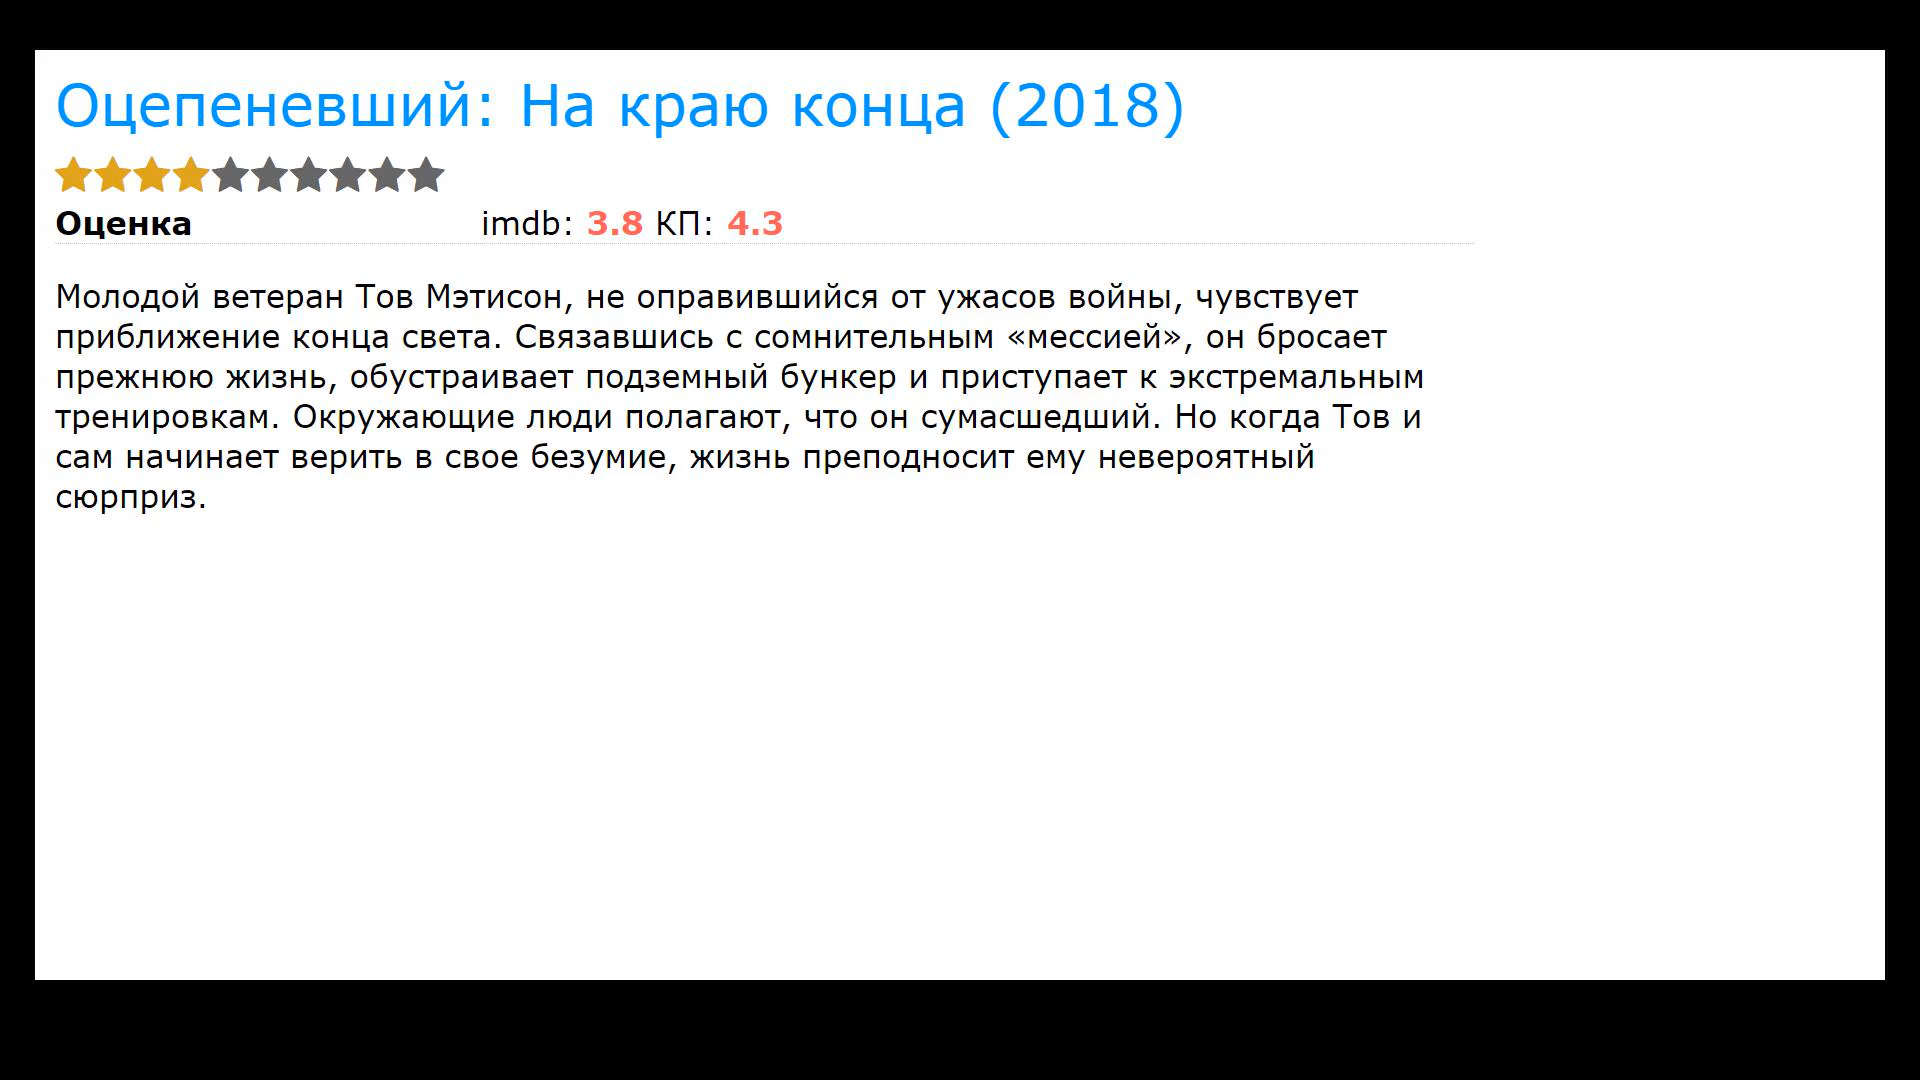 Оцепеневший: На краю конца (2018)
Оценка imdb: 3.8 КП: 4.3
Молодой ветеран Тов Мэтисон, не оправившийся от ужасов войны, чувствует
приближение конца света. Связавшись с сомнительным «мессией», он бросает
прежнюю жизнь, обустраивает подземный бункер и приступает к экстремальным
тренировкам. Окружающие люди полагают, что он сумасшедший. Но когда Тов и
сам начинает верить в свое безумие, жизнь преподносит ему невероятный
сюрприз.